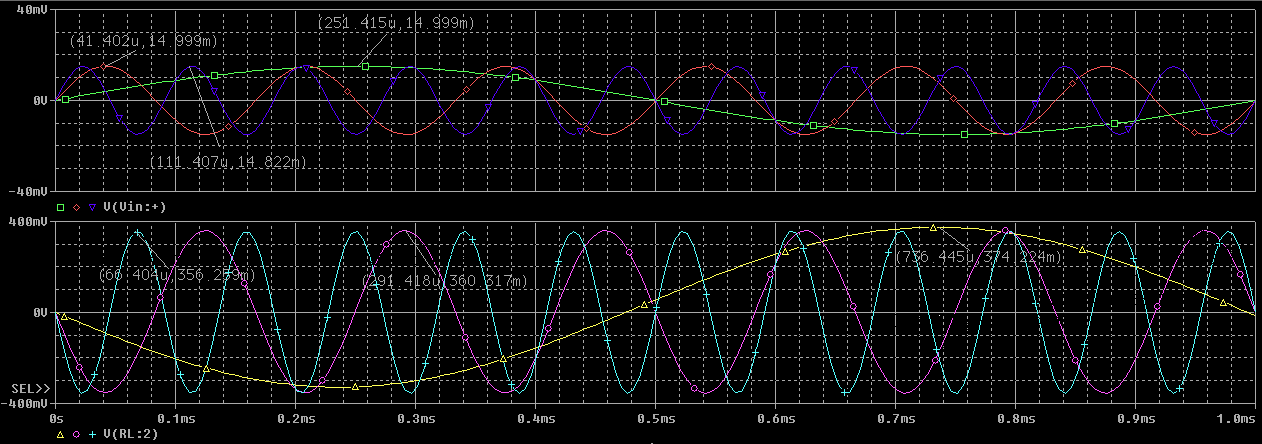 40mV
(251.415u,14.999m)
(41.402u,14.999m)
0V
(111.407u,14.822m)
-40mV
V(Vin:+)
400mV
(736.445u,374.224m)
(66.404u,356.259m)
(291.418u,360.317m)
0V
SEL>>
-400mV
0s 0.1ms 0.2ms 0.3ms 0.4ms 0.5ms 0.6ms 0.7ms 0.8ms 0.9ms 1.0ms
V(RL:2)